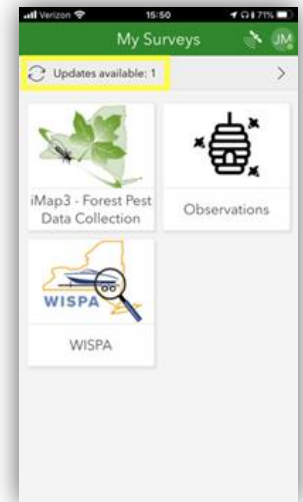 Verizon
15:50
71%
My Surveys
JM
Updates available: 1
iMap3 - Forest Pest
Data Collection
Observations
WISPA
WISPA